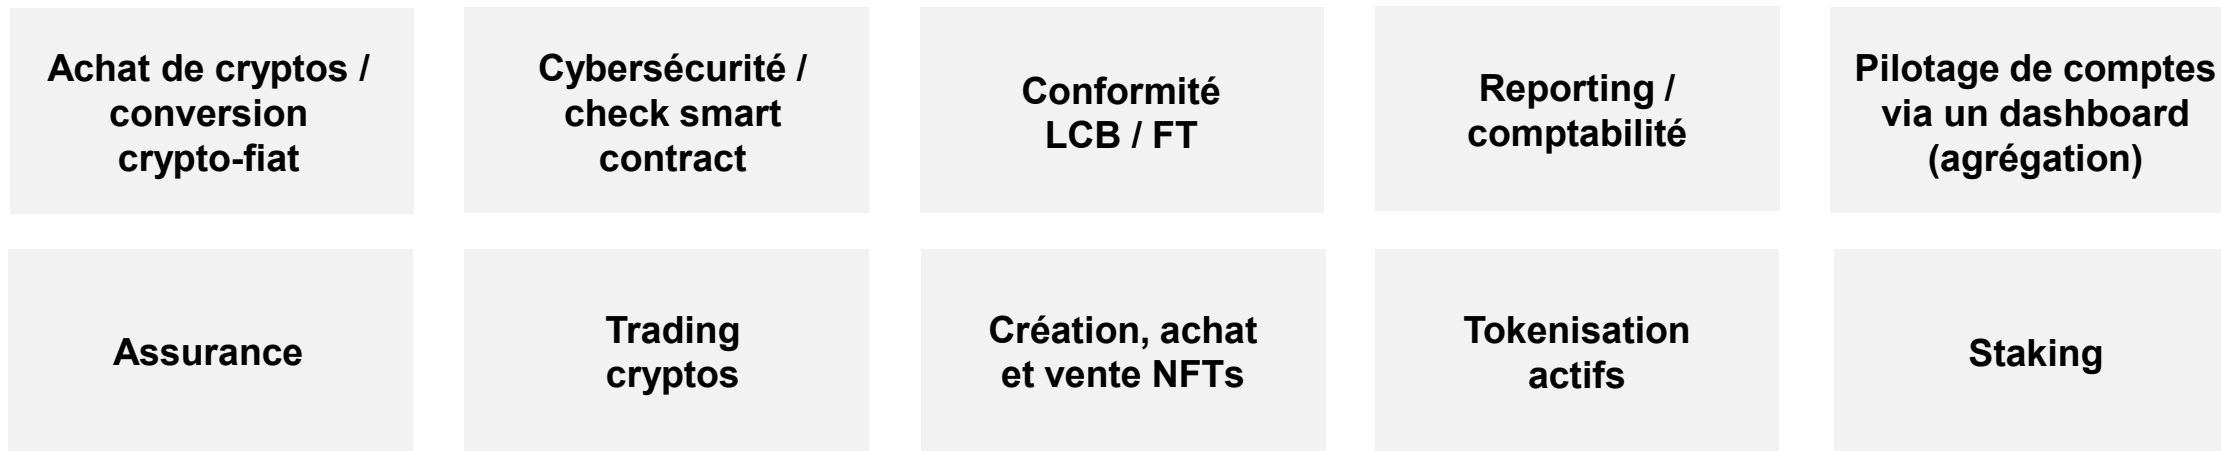 Achat de cryptos /
conversion
crypto-fiat
Cybersécurité /
check smart
contract
Conformité
LCB / FT
Reporting /
comptabilité
Pilotage de comptes
via un dashboard
(agrégation)
Assurance
Trading
cryptos
Création, achat
et vente NFTs
Tokenisation
actifs
Staking